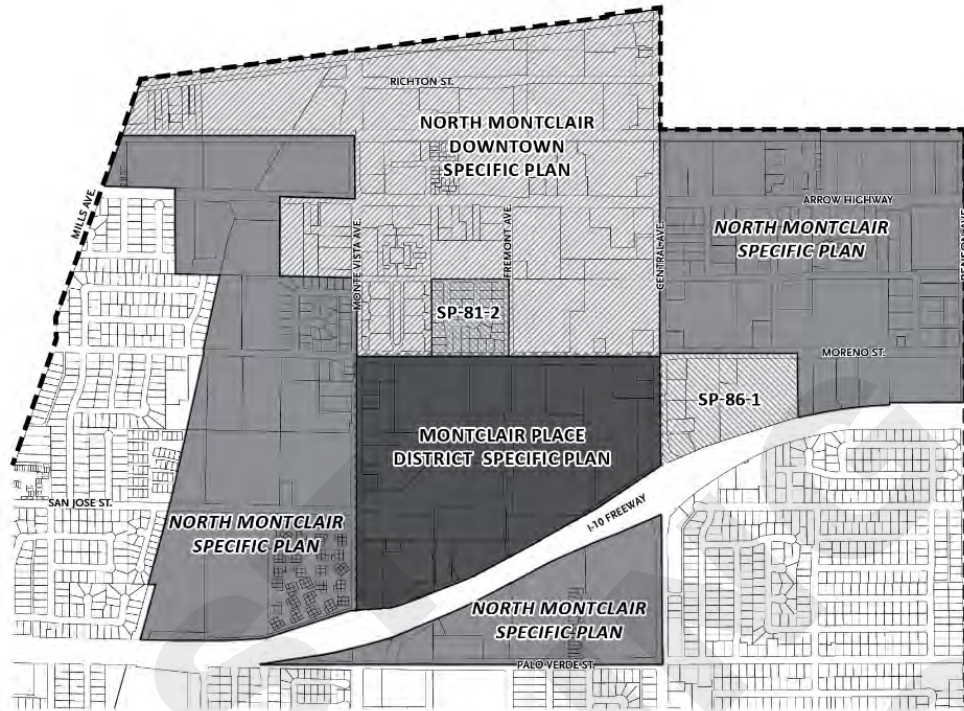 RICHTON ST.
NORTH MONTCLAIR
DOWNTOWN
SPECIFIC PLAN
MILLS AVE.
ARROW HIGHWAY
NORTH MONTCLAIR
SPECIFIC PLAN
MONTE VISTA AVE.
FREMONT AVE.
CENTRAL AVE.
BENSON AVE.
SP-81-2
MORENO ST.
SP-86-1
MONTCLAIR PLACE
DISTRICT SPECIFIC PLAN
SAN JOSE ST.
NORTH MONTCLAIR
SPECIFIC PLAN
I-10 FREEWAY
NORTH MONTCLAIR
SPECIFIC PLAN
PALO VERDE ST.